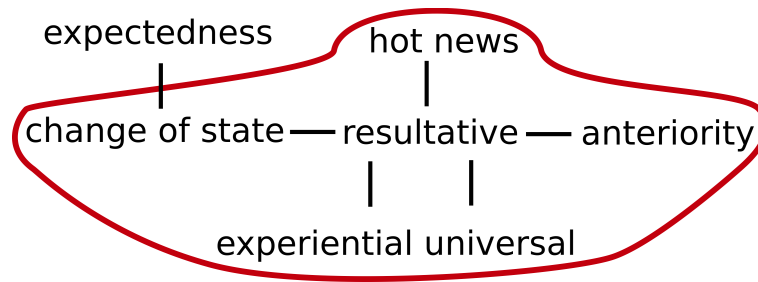 expectedness
hot news
change of state resultative anteriority
experiential universal